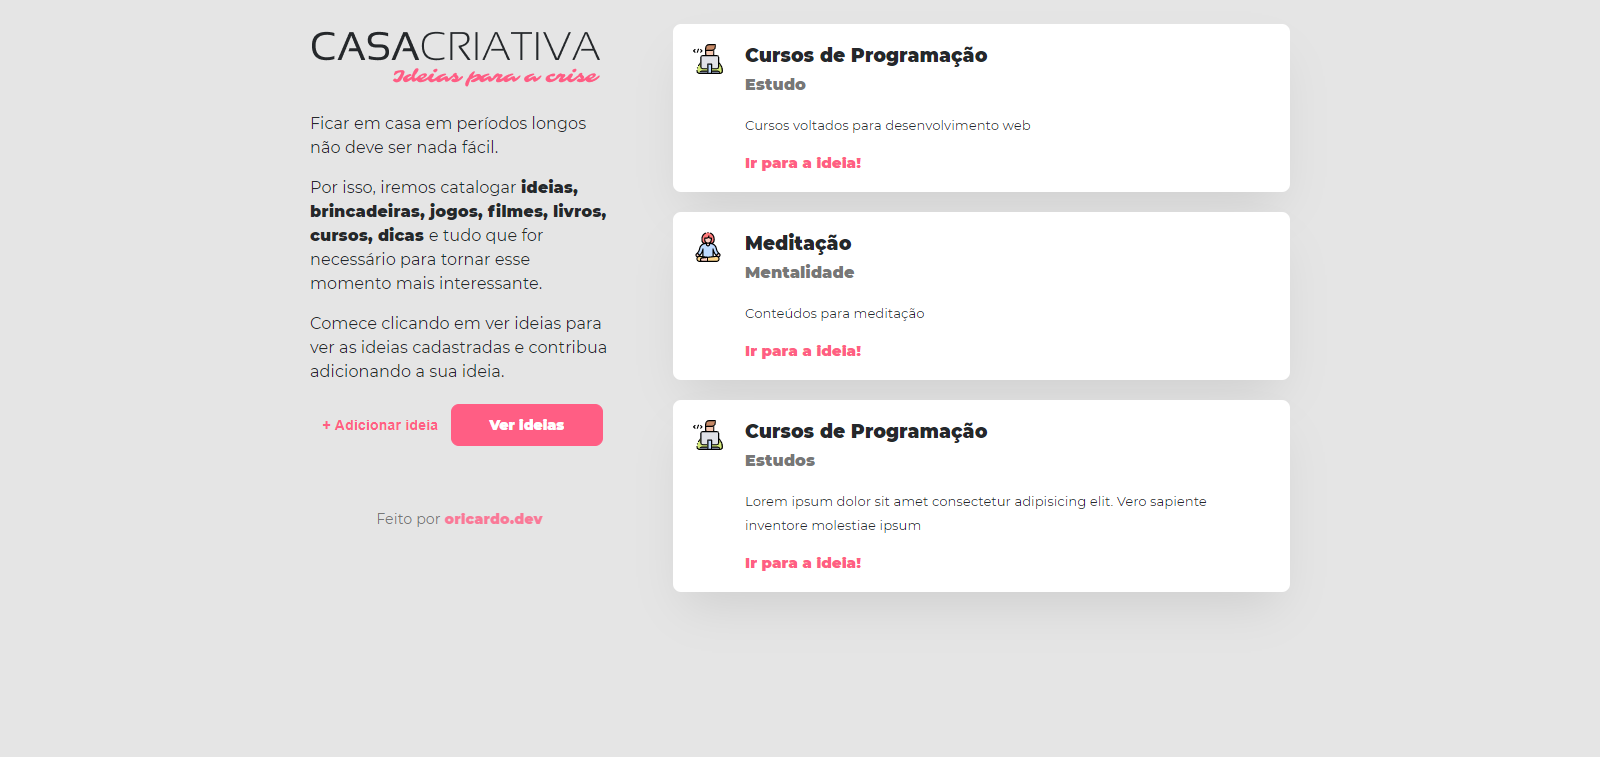 CASACRIATIVA
Ideias para a crise
Ficar em casa em períodos longos
não deve ser nada fácil.
Por isso, iremos catalogar ideias,
brincadeiras, jogos, filmes, livros,
cursos, dicas e tudo que for
necessário para tornar esse
momento mais interessante.
Comece clicando em ver ideias para
ver as ideias cadastradas e contribua
adicionando a sua ideia.
+ Adicionar ideia
Ver ideias
Feito por oricardo.dev
Cursos de Programação
Estudo
Cursos voltados para desenvolvimento web
Ir para a ideia!
Meditação
Mentalidade
Conteúdos para meditação
Ir para a ideia!
Cursos de Programação
Estudos
Lorem ipsum dolor sit amet consectetur adipisicing elit. Vero sapiente
inventore molestiae ipsum
Ir para a ideia!